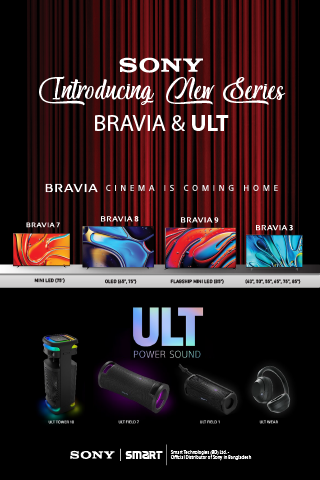 SONY
Introducing New Series
BRAVIA & ULT
BRAVIA CINEMA IS COMING HOME
BRAVIA 7
BRAVIA 8
BRAVIA 9
BRAVIA 3
MINI LED (75")
OLED (65", 75")
FLAGSHIP MINI LED (85")
(43", 50", 55", 65", 75", 85")
ULT
POWER SOUND
ULT TOWER 10
ULT FIELD 7
ULT FIELD 1
ULT WEAR
SONY
smart
Smart Technologies (BD) Ltd. -
Official Distributor of Sony in Bangladesh